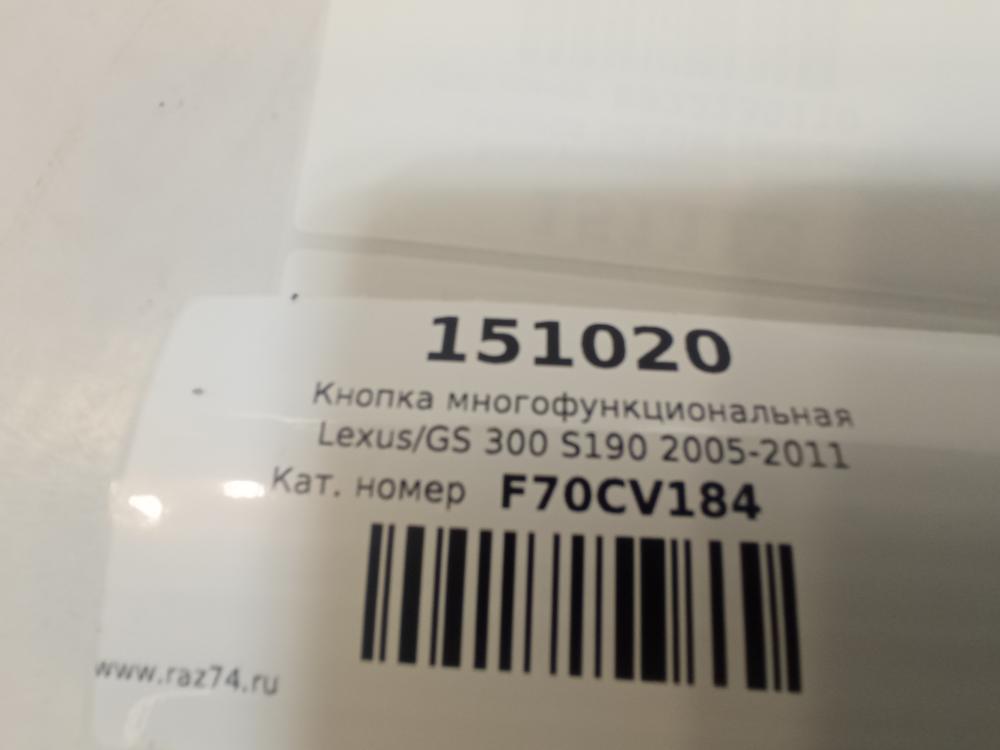 151020
Кнопка многофункциональная
Lexus/GS 300 S190 2005-2011
Кат. номер F70CV184
www.raz74.ru